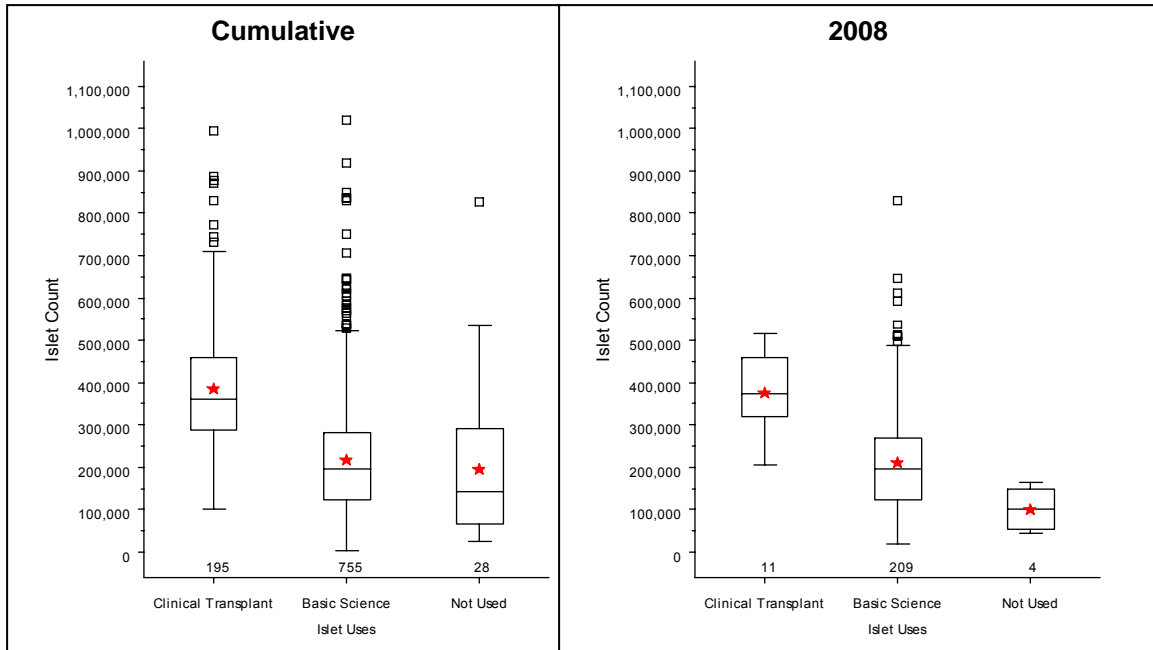 Cumulative
Islet Count
1,100,000
1,000,000
900,000
800,000
700,000
600,000
500,000
400,000
300,000
200,000
100,000
0
195 755 28
Clinical Transplant Basic Science Not Used
Islet Uses
2008
Islet Count
1,100,000
1,000,000
900,000
800,000
700,000
600,000
500,000
400,000
300,000
200,000
100,000
0
11 209 4
Clinical Transplant Basic Science Not Used
Islet Uses